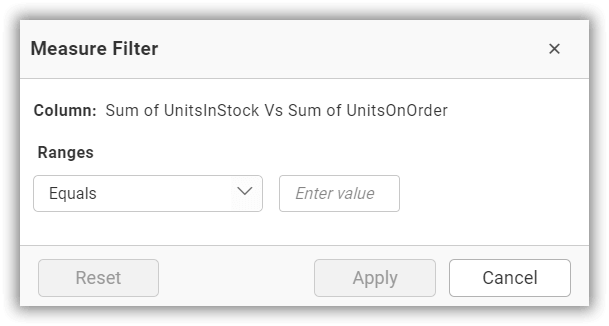 Measure Filter ×
Column: Sum of UnitsInStock Vs Sum of UnitsOnOrder
Ranges
Equals Enter value
Reset Apply Cancel